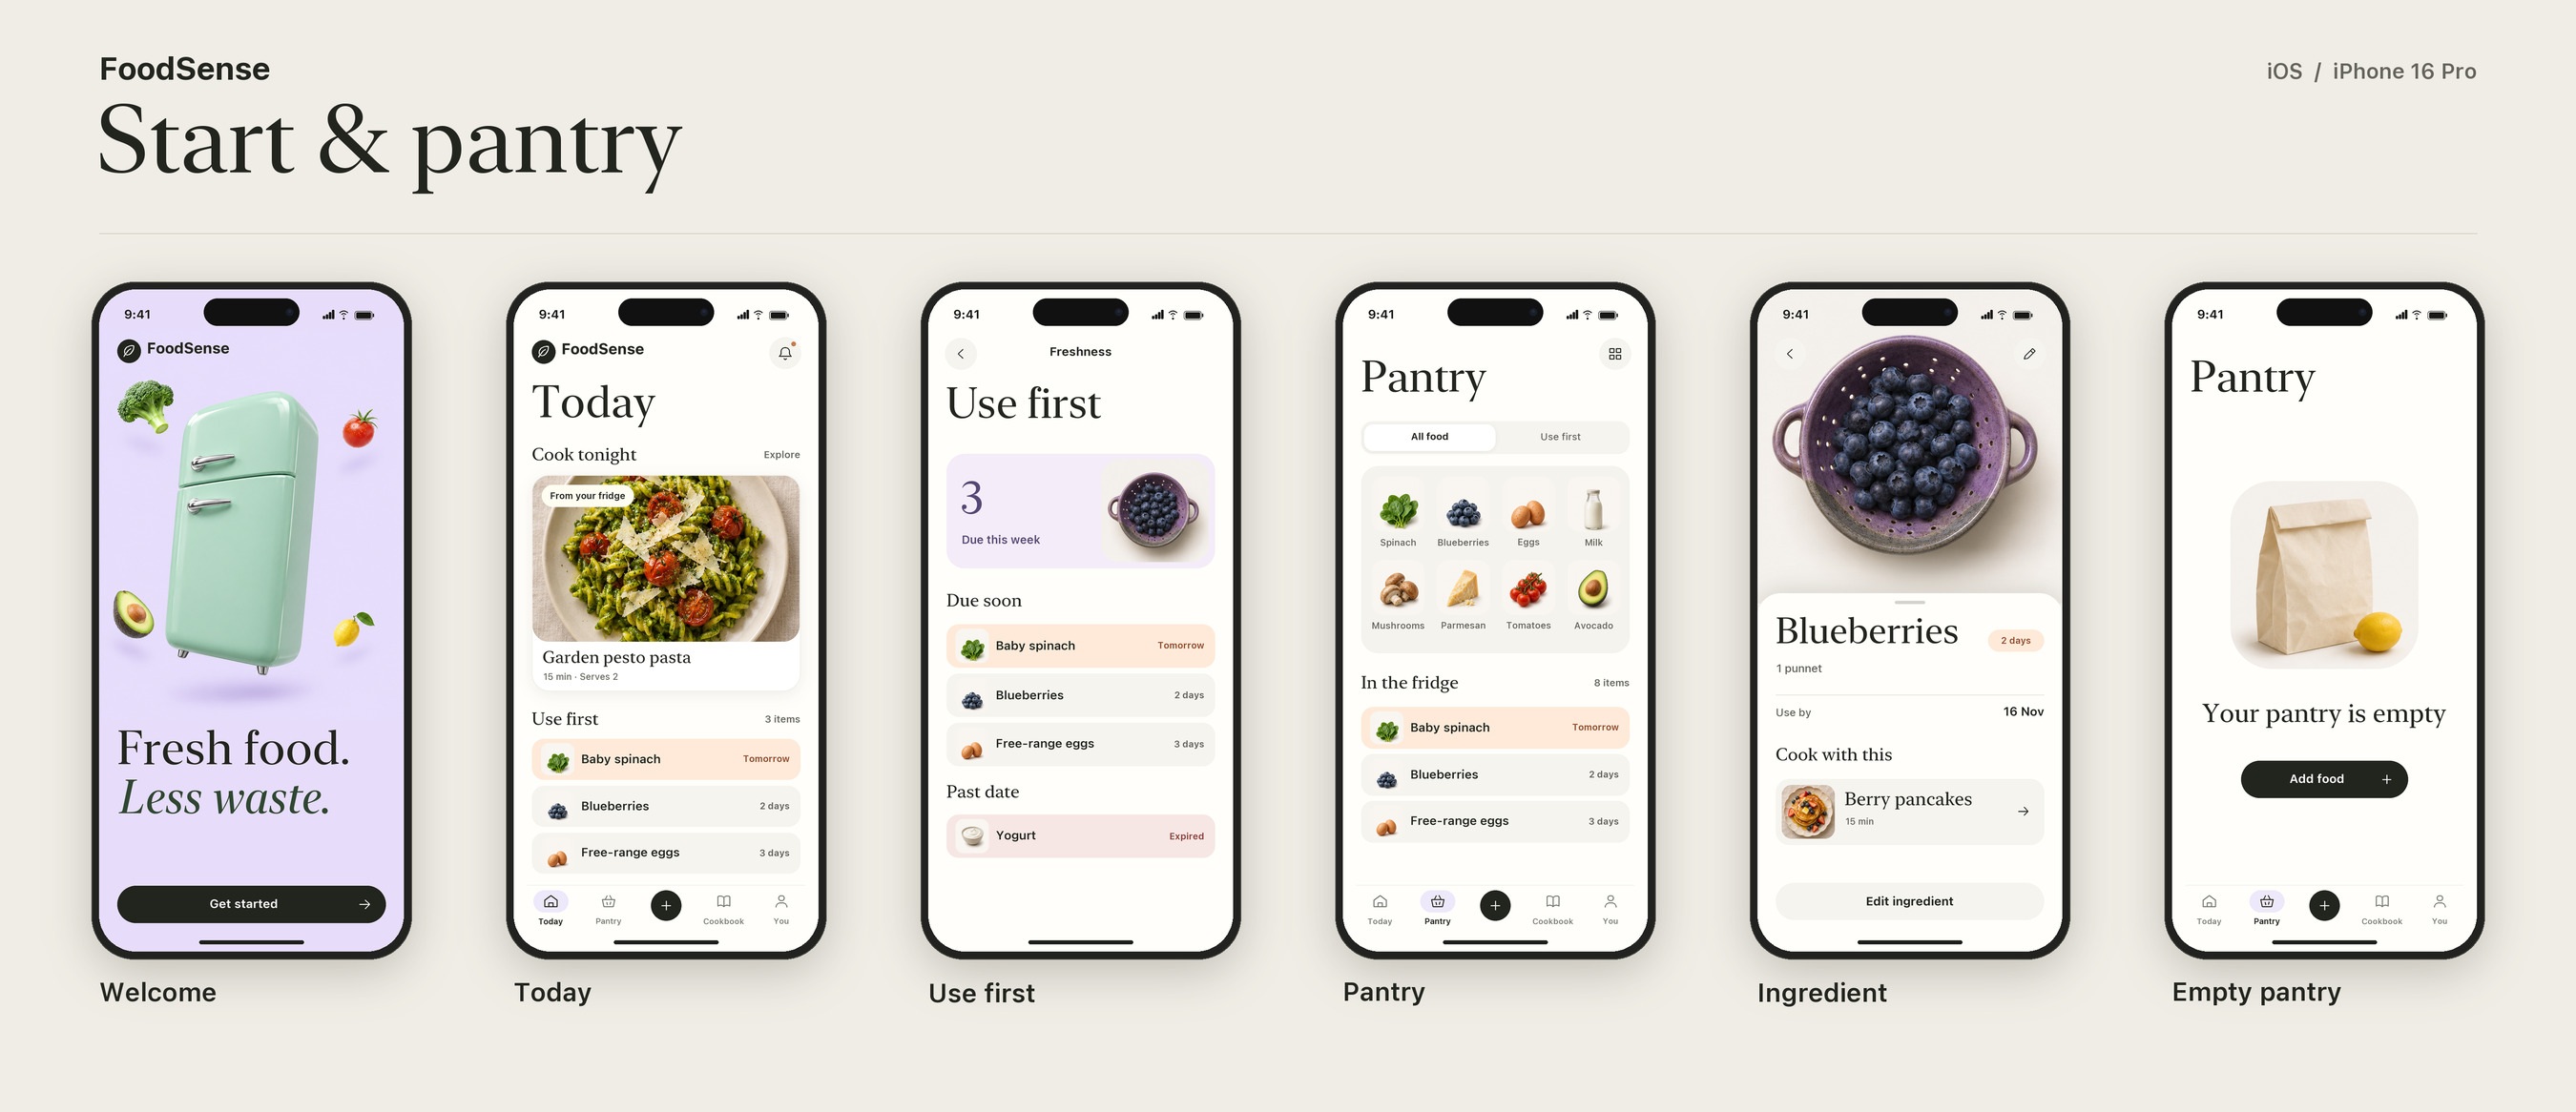 FoodSense
iOS / iPhone 16 Pro
Start & pantry
9:41
FoodSense
Fresh food.
Less waste.
Get started
Welcome
9:41
FoodSense
Today
Cook tonight
Explore
From your fridge
Garden pesto pasta
15 min · Serves 2
Use first
3 items
Baby spinach
Tomorrow
Blueberries
2 days
Free-range eggs
3 days
Today
Pantry
Cookbook
You
Today
9:41
Freshness
Use first
3
Due this week
Due soon
Baby spinach
Tomorrow
Blueberries
2 days
Free-range eggs
3 days
Past date
Yogurt
Expired
Use first
9:41
Pantry
All food
Use first
Spinach
Blueberries
Eggs
Milk
Mushrooms
Parmesan
Tomatoes
Avocado
In the fridge
8 items
Baby spinach
Tomorrow
Blueberries
2 days
Free-range eggs
3 days
Today
Pantry
Cookbook
You
Pantry
9:41
Blueberries
2 days
1 punnet
Use by
16 Nov
Cook with this
Berry pancakes
15 min
Edit ingredient
Ingredient
9:41
Pantry
Your pantry is empty
Add food
Today
Pantry
Cookbook
You
Empty pantry